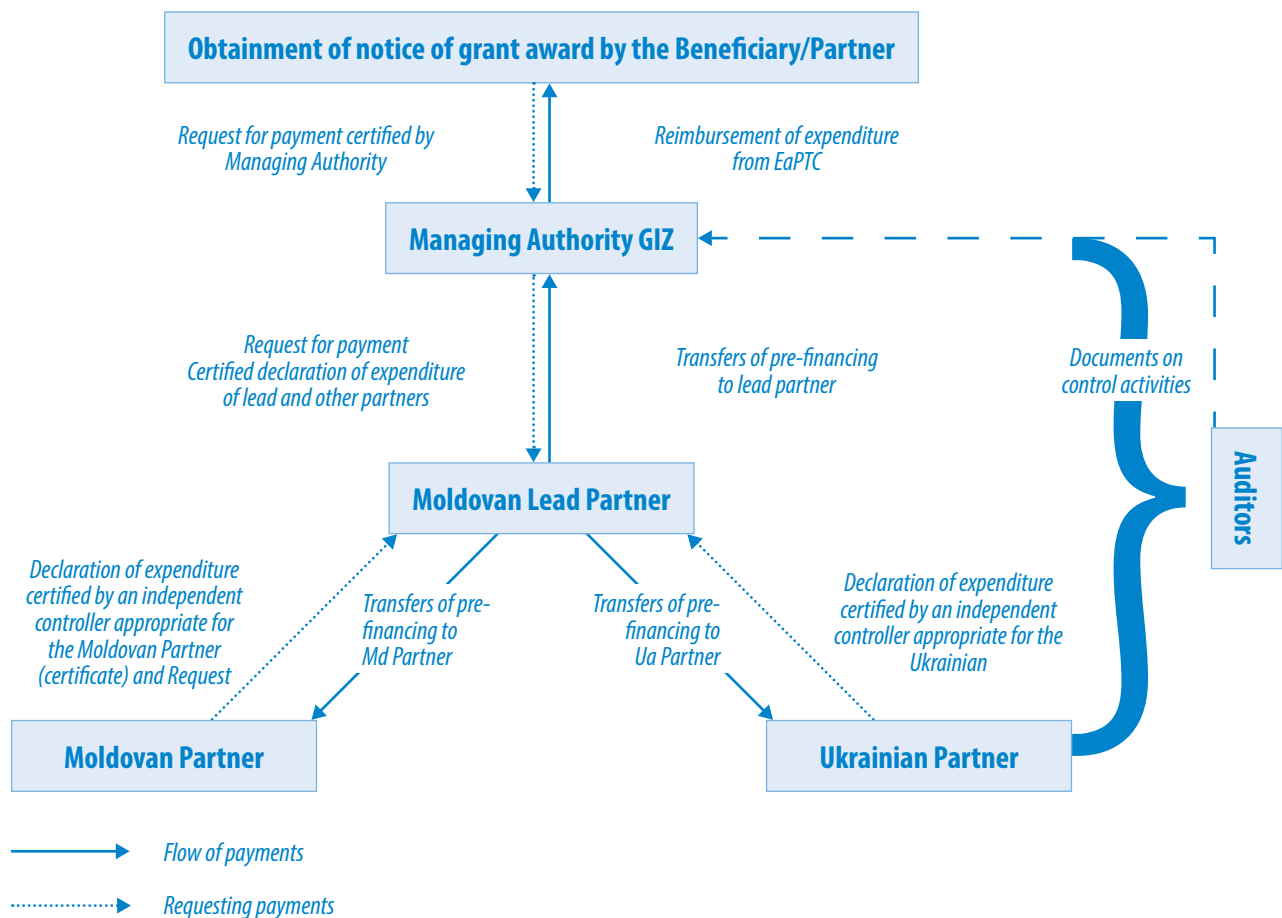 Obtainment of notice of grant award by the Beneficiary/Partner
Request for payment certified by
Managing Authority
Reimbursement of expenditure
from EaPTC
Managing Authority GIZ
Request for payment
Certified declaration of expenditure
of lead and other partners
Transfers of pre-financing
to lead partner
Documents on
control activities
Auditors
Moldovan Lead Partner
Declaration of expenditure
certified by an independent
controller appropriate for
the Moldovan Partner
(certificate) and Request
Transfers of pre-
financing to
Md Partner
Transfers of pre-
financing to
Ua Partner
Declaration of expenditure
certified by an independent
controller appropriate for the
Ukrainian
Moldovan Partner
Ukrainian Partner
Flow of payments
Requesting payments